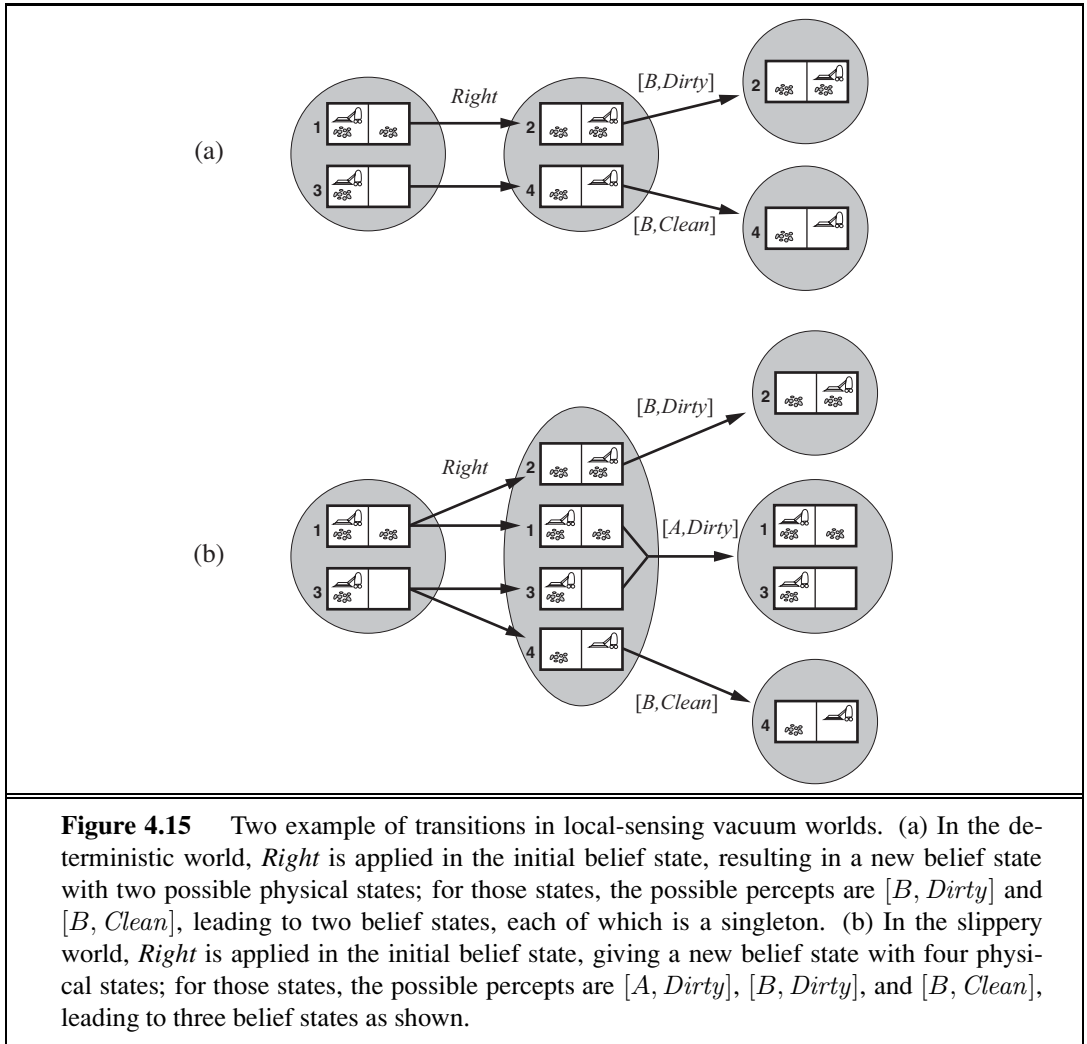 (a)
Right
[B,Dirty]
[B,Clean]
1
3
2
4
2
4
(b)
Right
[B,Dirty]
[A,Dirty]
[B,Clean]
1
3
2
1
3
4
2
1
3
4
Figure 4.15 Two example of transitions in local-sensing vacuum worlds. (a) In the de-
terministic world, Right is applied in the initial belief state, resulting in a new belief state
with two possible physical states; for those states, the possible percepts are [B, Dirty] and
[B, Clean], leading to two belief states, each of which is a singleton. (b) In the slippery
world, Right is applied in the initial belief state, giving a new belief state with four physi-
cal states; for those states, the possible percepts are [A, Dirty], [B, Dirty], and [B, Clean],
leading to three belief states as shown.